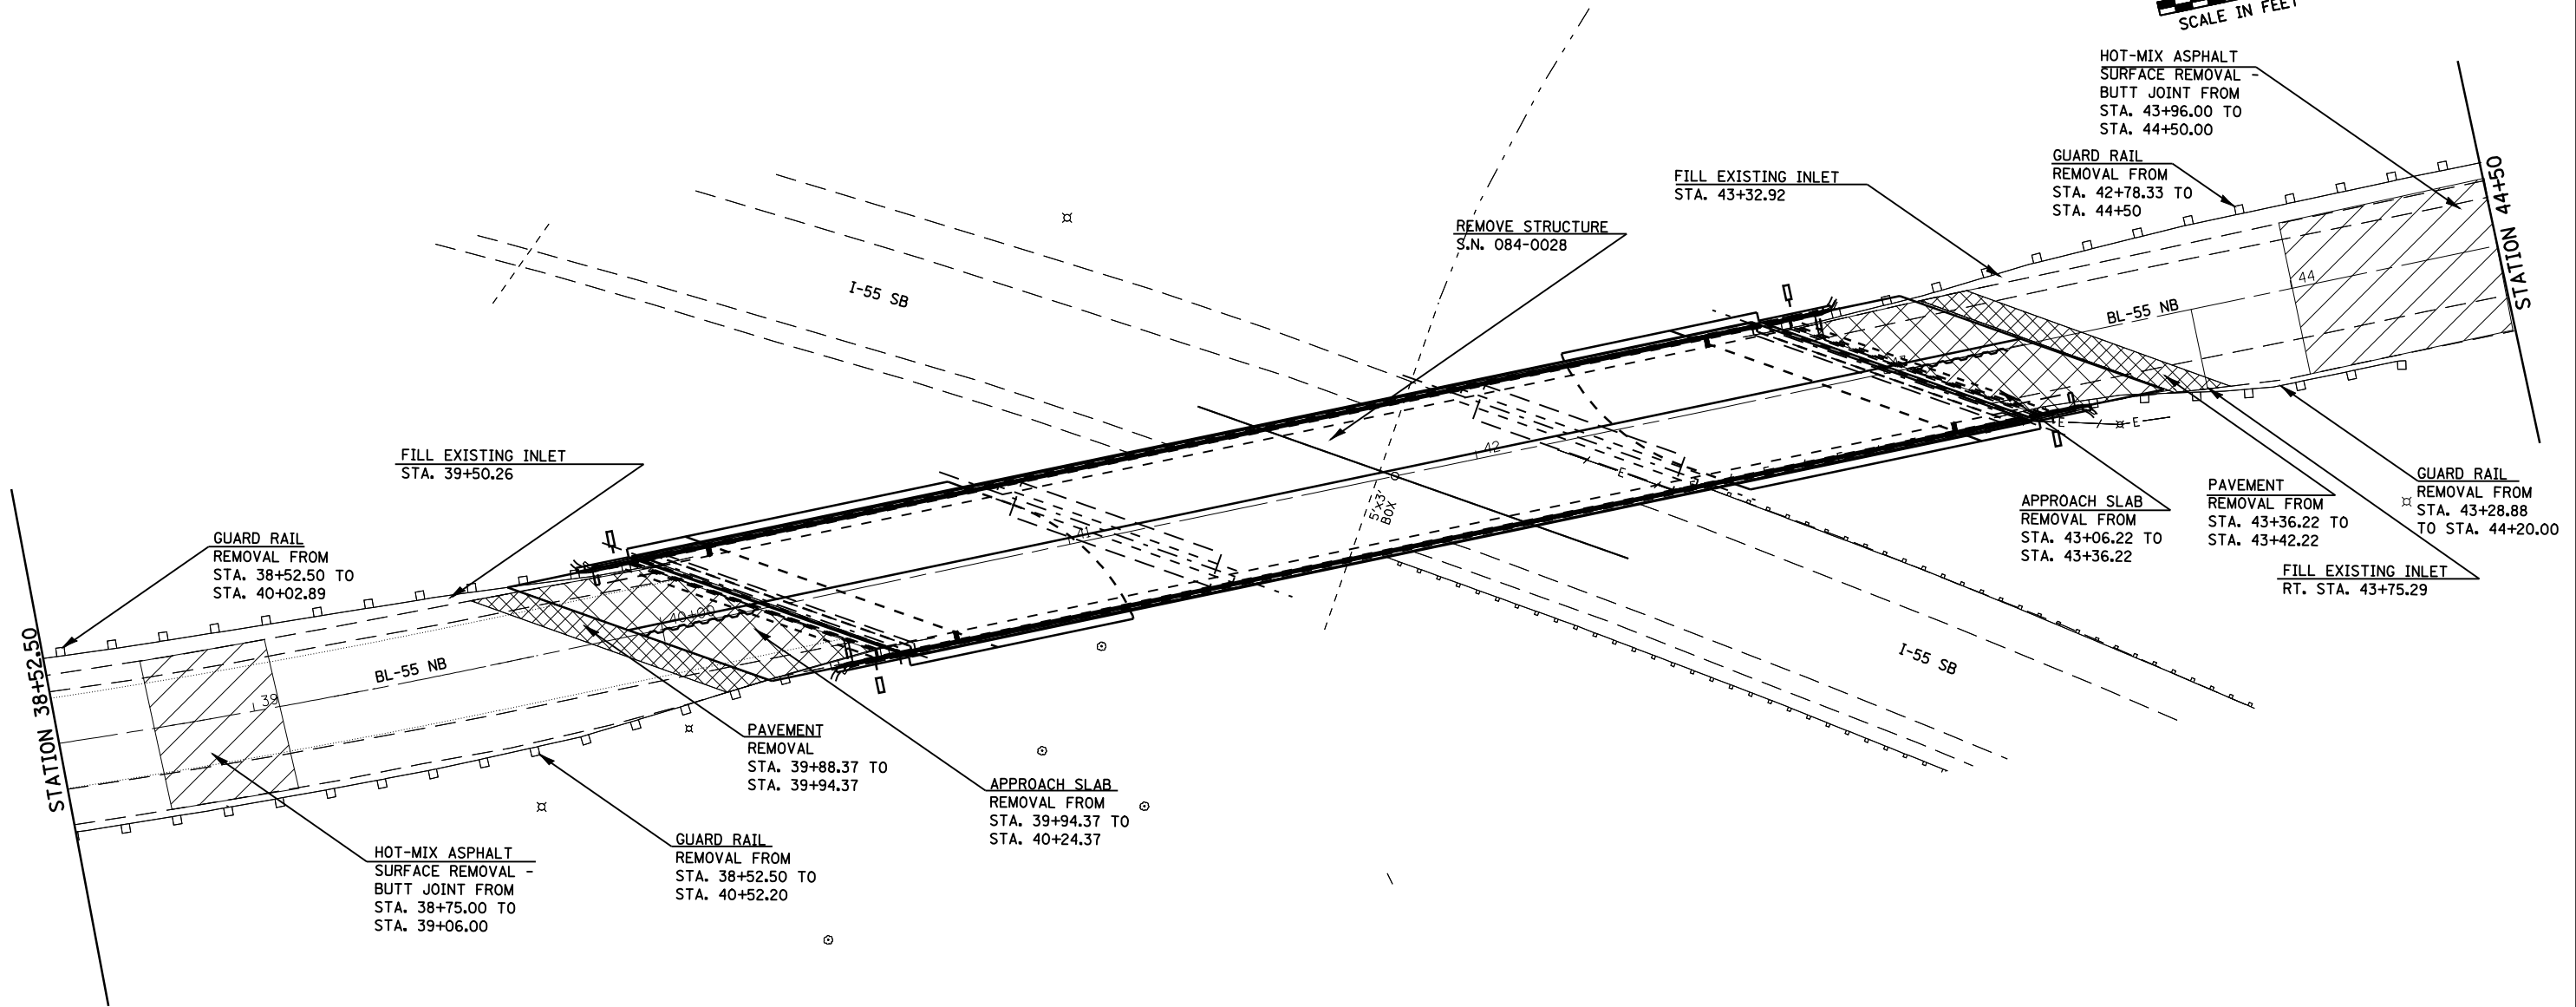 SCALE IN FEET
HOT-MIX ASPHALT
SURFACE REMOVAL -
BUTT JOINT FROM
STA. 43+96.00 TO
STA. 44+50.00
GUARD RAIL
REMOVAL FROM
STA. 42+78.33 TO
STA. 44+50
STATION 44+50
FILL EXISTING INLET
STA. 43+32.92
REMOVE STRUCTURE
S.N. 084-0028
I-55 SB
44
BL-55 NB
42
41
5'x3'
BOX
E
E
E
FILL EXISTING INLET
STA. 39+50.26
GUARD RAIL
REMOVAL FROM
STA. 38+52.50 TO
STA. 40+02.89
GUARD RAIL
REMOVAL FROM
STA. 43+28.88
TO STA. 44+20.00
PAVEMENT
REMOVAL FROM
STA. 43+36.22 TO
STA. 43+42.22
APPROACH SLAB
REMOVAL FROM
STA. 43+06.22 TO
STA. 43+36.22
FILL EXISTING INLET
RT. STA. 43+75.29
40+00
I-55 SB
BL-55 NB
39
STATION 38+52.50
PAVEMENT
REMOVAL
STA. 39+88.37 TO
STA. 39+94.37
APPROACH SLAB
REMOVAL FROM
STA. 39+94.37 TO
STA. 40+24.37
GUARD RAIL
REMOVAL FROM
STA. 38+52.50 TO
STA. 40+52.20
HOT-MIX ASPHALT
SURFACE REMOVAL -
BUTT JOINT FROM
STA. 38+75.00 TO
STA. 39+06.00